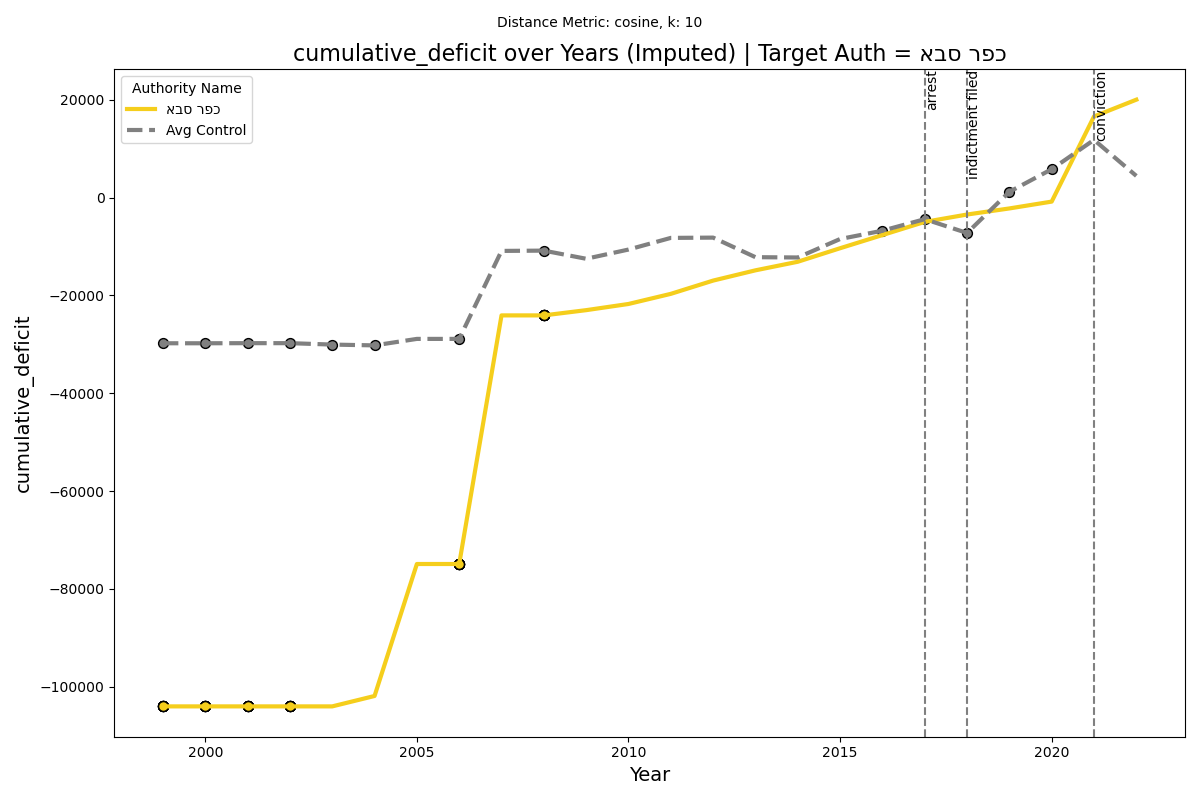 Distance Metric: cosine, k: 10
cumulative_deficit over Years (Imputed) | Target Auth = כפר סבא
Authority Name
כפר סבא
Avg Control
arrest
indictment filed
conviction
20000
0
−20000
−40000
−60000
−80000
−100000
cumulative_deficit
2000
2005
2010
2015
2020
Year